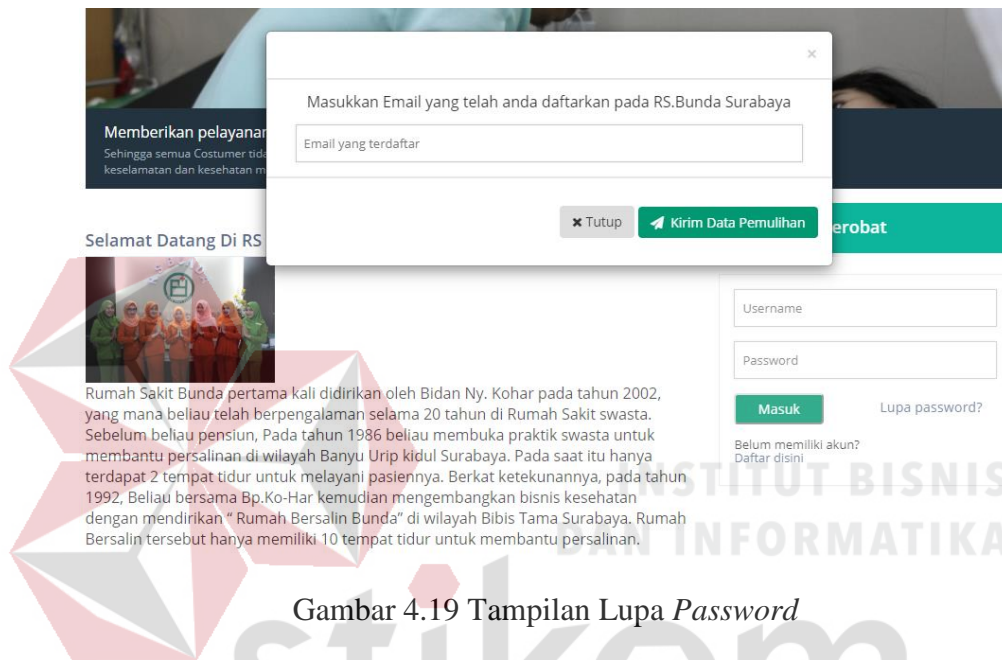 ×
Masukkan Email yang telah anda daftarkan pada RS.Bunda Surabaya
Email yang terdaftar
Tutup
Kirim Data Pemulihan
Memberikan pelayanan
Sehingga semua Costumer
keselamatan dan kesehatan
Selamat Datang Di RS
erobat
Username
Password
Masuk
Lupa password?
Belum memiliki akun?
Daftar disini
Rumah Sakit Bunda pertama kali didirikan oleh Bidan Ny. Kohar pada tahun 2002,
yang mana beliau telah berpengalaman selama 20 tahun di Rumah Sakit swasta.
Sebelum beliau pensiun, Pada tahun 1986 beliau membuka praktik swasta untuk
membantu persalinan di wilayah Banyu Urip kidul Surabaya. Pada saat itu hanya
terdapat 2 tempat tidur untuk melayani pasiennya. Berkat ketekunannya, pada tahun
1992, Beliau bersama Bp.Ko-Har kemudian mengembangkan bisnis kesehatan
dengan mendirikan “ Rumah Bersalin Bunda” di wilayah Bibis Tama Surabaya. Rumah
Bersalin tersebut hanya memiliki 10 tempat tidur untuk membantu persalinan.
INSTITUT BISNIS
DAN INFORMATIKA
Gambar 4.19 Tampilan Lupa Password
stikom